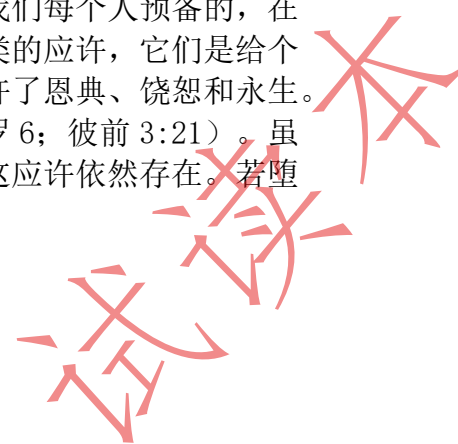 我们每个人预备的，在
类的应许，它们是给个
许了恩典、饶恕和永生。
罗 6；彼前 3:21）。虽
这应许依然存在。若堕
试读本